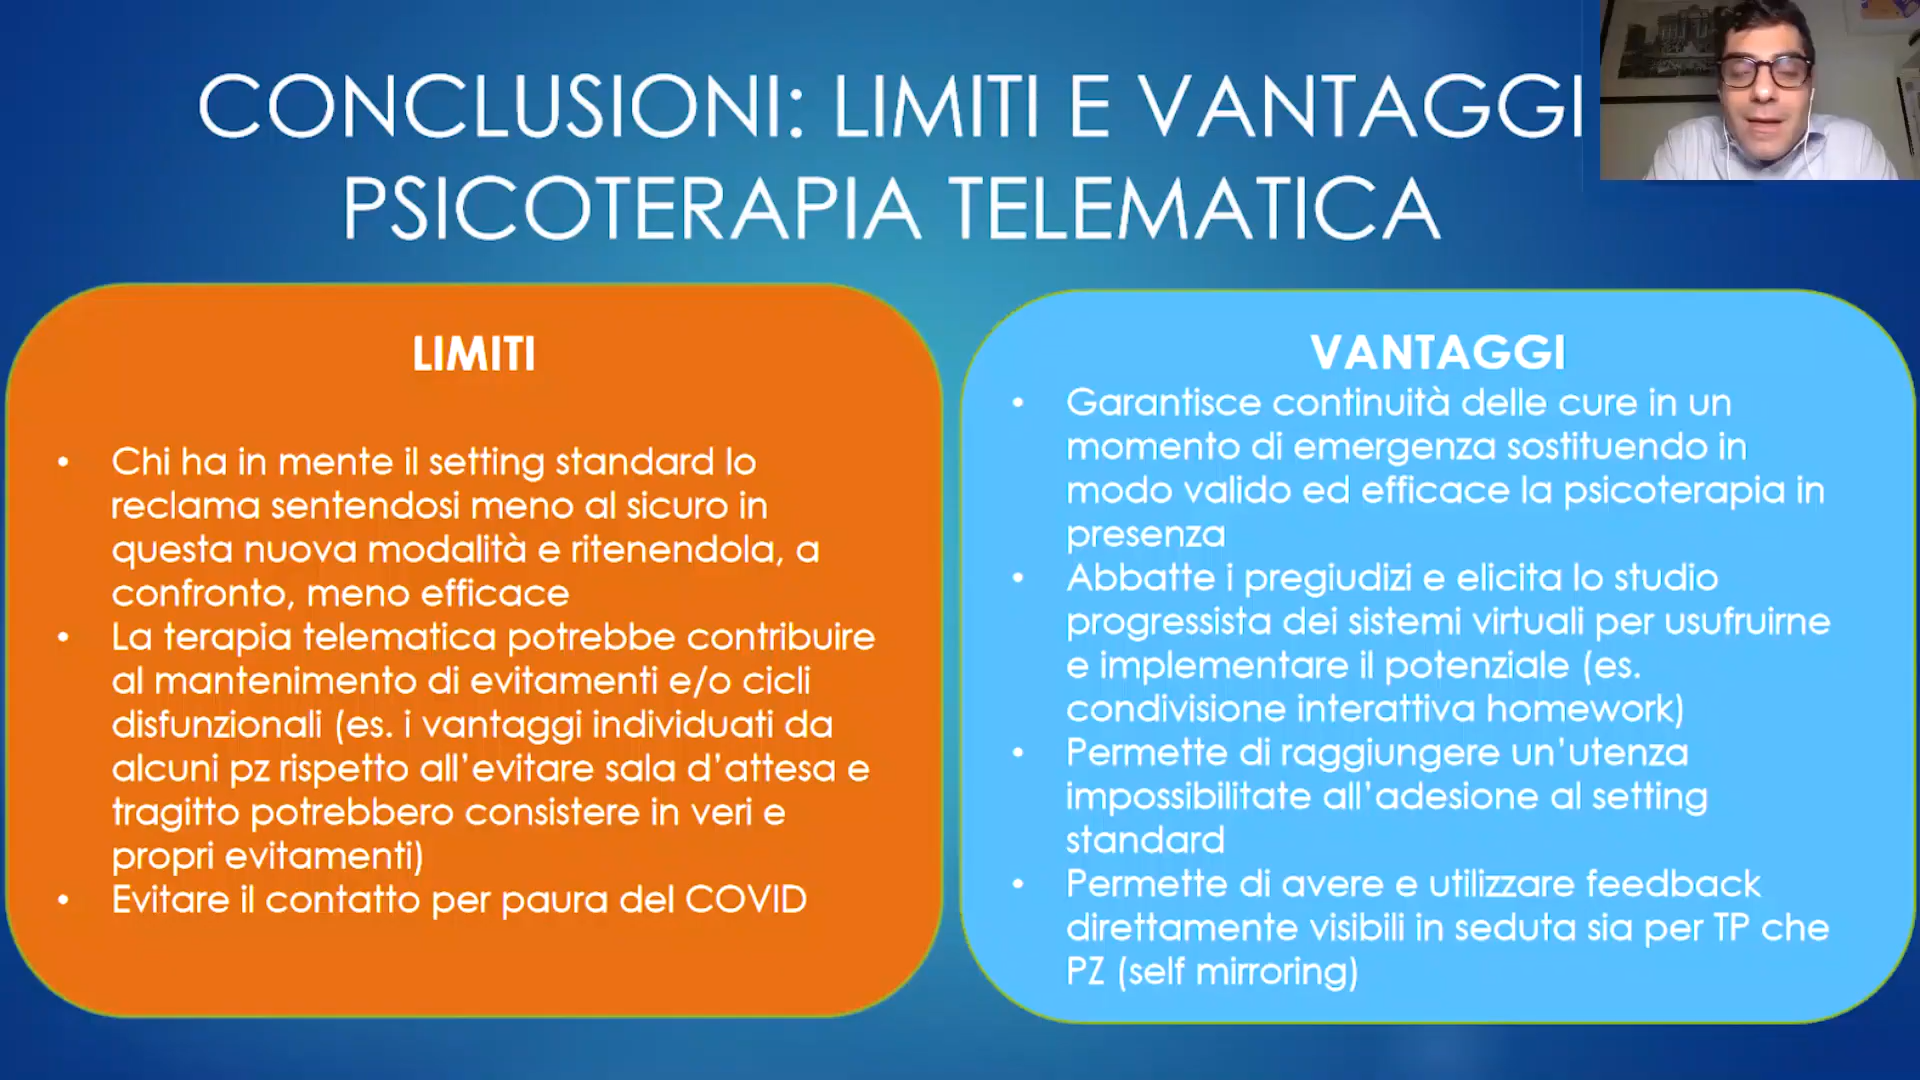 CONCLUSIONI: LIMITI E VANTAGGI
PSICOTERAPIA TELEMATICA
LIMITI
• Chi ha in mente il setting standard lo
reclama sentendosi meno al sicuro in
questa nuova modalità e ritenendola, a
confronto, meno efficace
• La terapia telematica potrebbe contribuire
al mantenimento di evitamenti e/o cicli
disfunzionali (es. i vantaggi individuati da
alcuni pz rispetto all’evitare sala d’attesa e
tragitto potrebbero consistere in veri e
propri evitamenti)
• Evitare il contatto per paura del COVID
VANTAGGI
• Garantisce continuità delle cure in un
momento di emergenza sostituendo in
modo valido ed efficace la psicoterapia in
presenza
• Abbatte i pregiudizi e elicita lo studio
progressista dei sistemi virtuali per usufruirne
e implementare il potenziale (es.
condivisione interattiva homework)
• Permette di raggiungere un’utenza
impossibilitate all’adesione al setting
standard
• Permette di avere e utilizzare feedback
direttamente visibili in seduta sia per TP che
PZ (self mirroring)